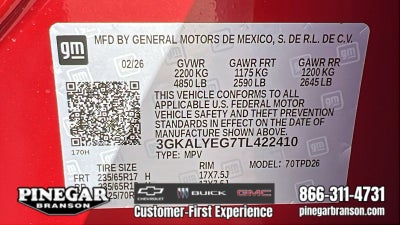 gm
MFD BY GENERAL MOTORS DE MEXICO, S. DE R.L. DE C.V.
02/26 GVWR GAWR FRT GAWR RR
2200 KG 1175 KG 1200 KG
4850 LB 2590 LB 2645 LB
THIS VEHICLE CONFORMS TO ALL
APPLICABLE U.S. FEDERAL MOTOR
VEHICLE SAFETY AND THEFT PREVENTION
STANDARDS IN EFFECT ON THE DATE OF
MANUFACTURE SHOWN ABOVE.
3GKALYEG7TL422410
170H TYPE: MPV MODEL: 70TPD26
TIRE SIZE RIM
FRT 235/65R17 17X7.5J
PINEGAR
BRANSON
CHEVROLET BUICK GMC
Customer-First Experience
866-311-4731
pinegarbranson.com